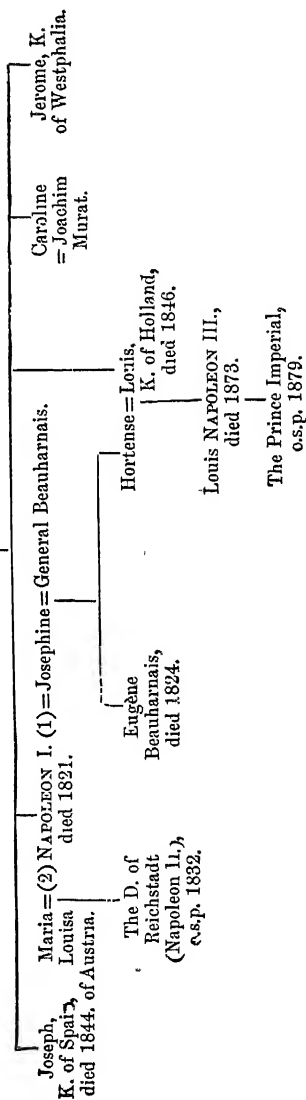 Joseph,
K. of Spain,
died 1844.
Maria=(2) NAPOLEON I. (1)=Josephine=General Beauharnais.
Louisa
of Austria.
died 1821.
Caroline
=Joachim
Murat.
Jerome, K.
of Westphalia.
The D. of
Reichstadt
(Napoleon II.),
o.s.p. 1832.
Eugène
Beauharnais,
died 1824.
Hortense=Louis,
K. of Holland,
died 1846.
Louis NAPOLEON III.,
died 1873.
The Prince Imperial,
o.s.p. 1879.